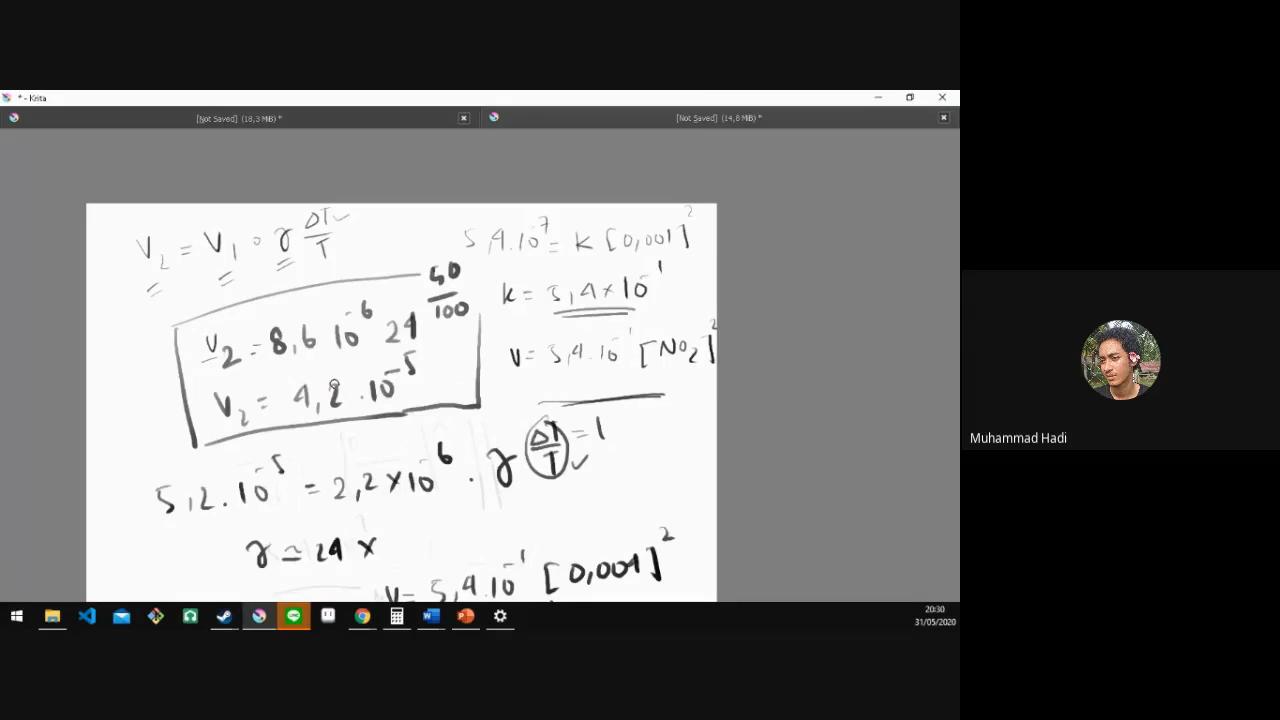 * - Krita
[Not Saved] (18,3 MiB) *
[Not Saved] (14,8 MiB) *
V₂ = V₁ ∘ γ ΔT/T
V₂ = 8,6 10⁻⁶ 24 50/100
V₂ = 4,2 . 10⁻⁵
5,2 . 10⁻⁵ = 2,2 × 10⁻⁶ . γ ΔT/T = 1
γ ≃ 24 ×
5,4.10⁻⁷ = k [0,001]²
k = 5,4 × 10⁻¹
v = 5,4.10⁻¹ [NO₂]²
v = 5,4.10⁻¹ [0,001]²
Muhammad Hadi
20:30
31/05/2020